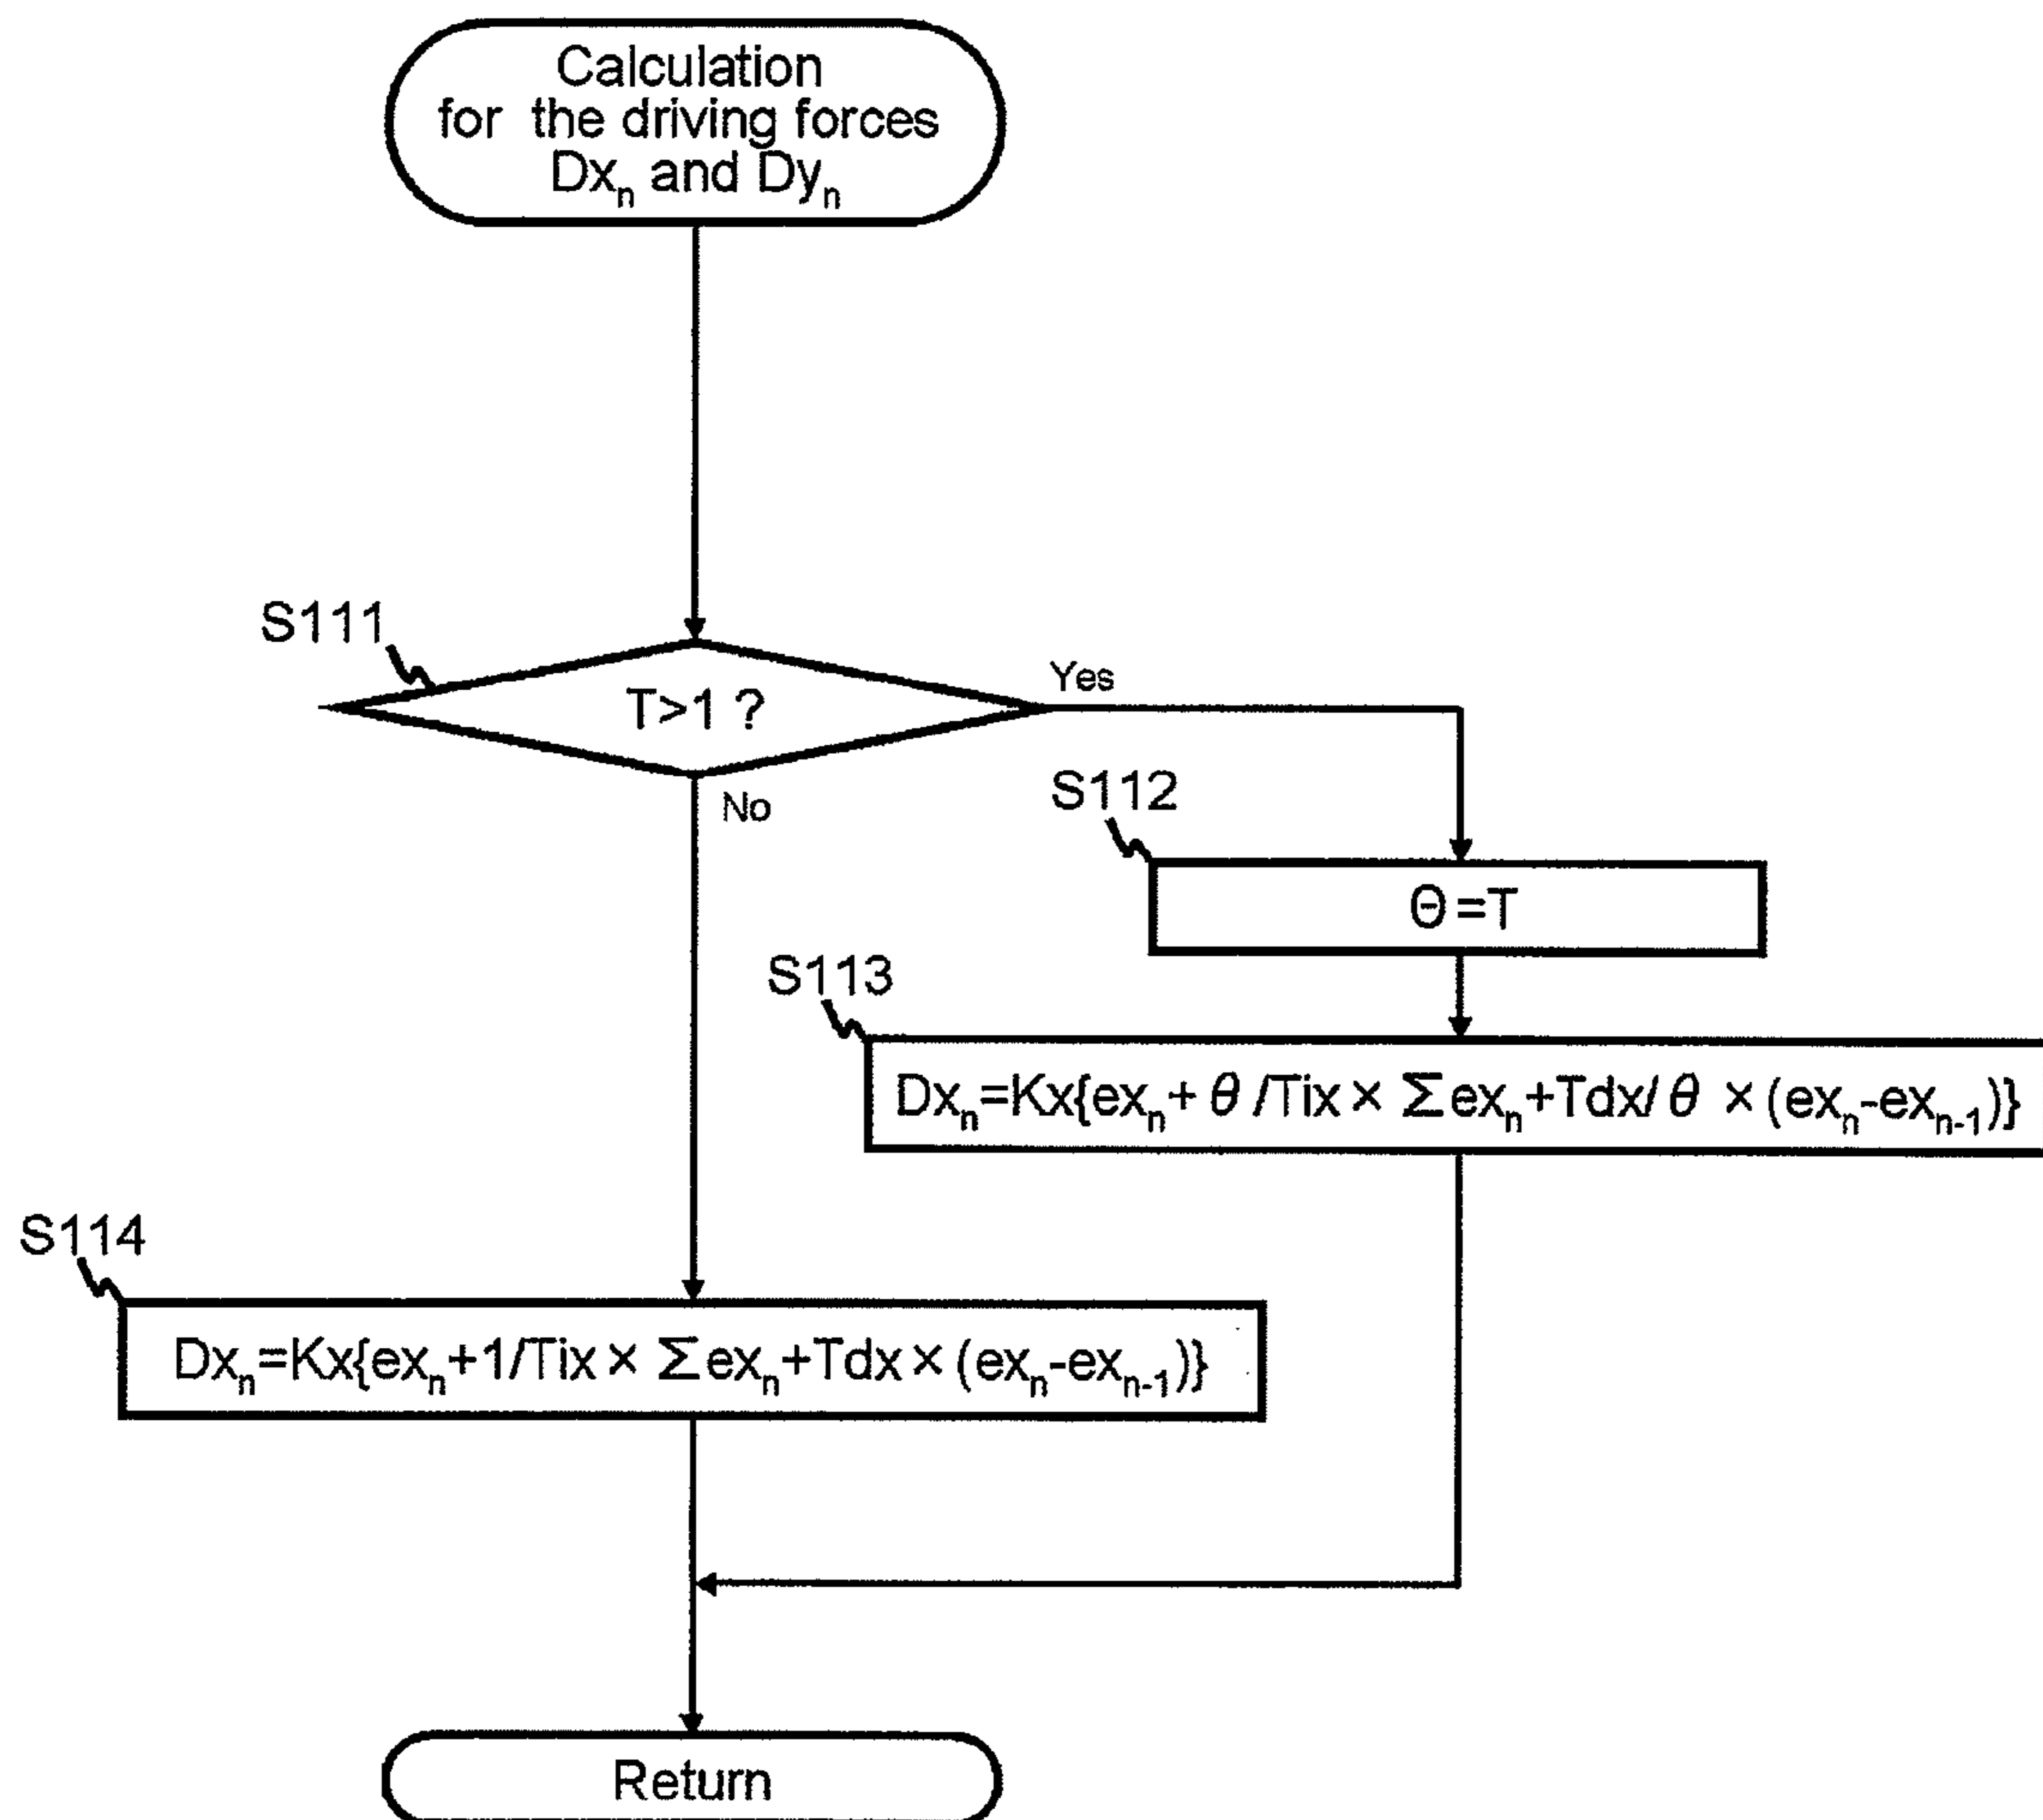 Calculation
for the driving forces
Dxₙ and Dyₙ
S111
T>1 ?
Yes
No
S112
Θ=T
S113
Dxₙ=Kx{exₙ+θ/Tix×Σexₙ+Tdx/θ×(exₙ-exₙ₋₁)}
S114
Dxₙ=Kx{exₙ+1/Tix×Σexₙ+Tdx×(exₙ-exₙ₋₁)}
Return